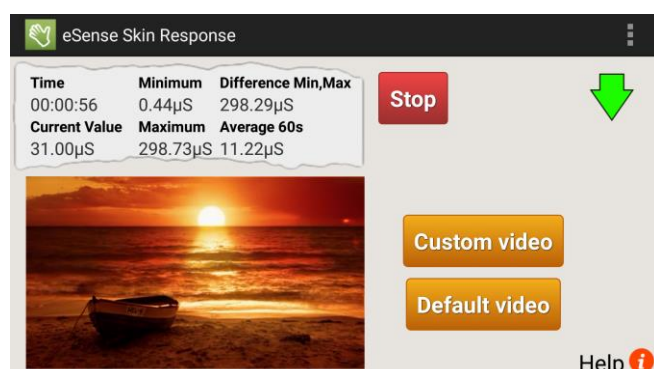 eSense Skin Response
Time Minimum Difference Min,Max
00:00:56 0.44µS 298.29µS
Current Value Maximum Average 60s
31.00µS 298.73µS 11.22µS
Stop
Custom video
Default video
Help i